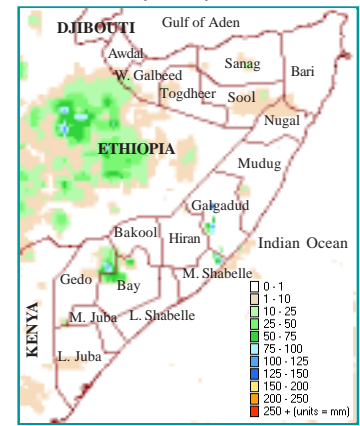 Gulf of Aden
DJIBOUTI
Awdal
Sanag
Bari
W. Galbeed
Togdheer
Sool
Nugal
ETHIOPIA
Mudug
Galgadud
Bakool
Hiran
Indian Ocean
Gedo
Bay
M. Shabelle
KENYA
M. Juba
L. Shabelle
L. Juba
0 - 1
1 - 10
10 - 25
25 - 50
50 - 75
75 - 100
100 - 125
125 - 150
150 - 200
200 - 250
250 + (units = mm)